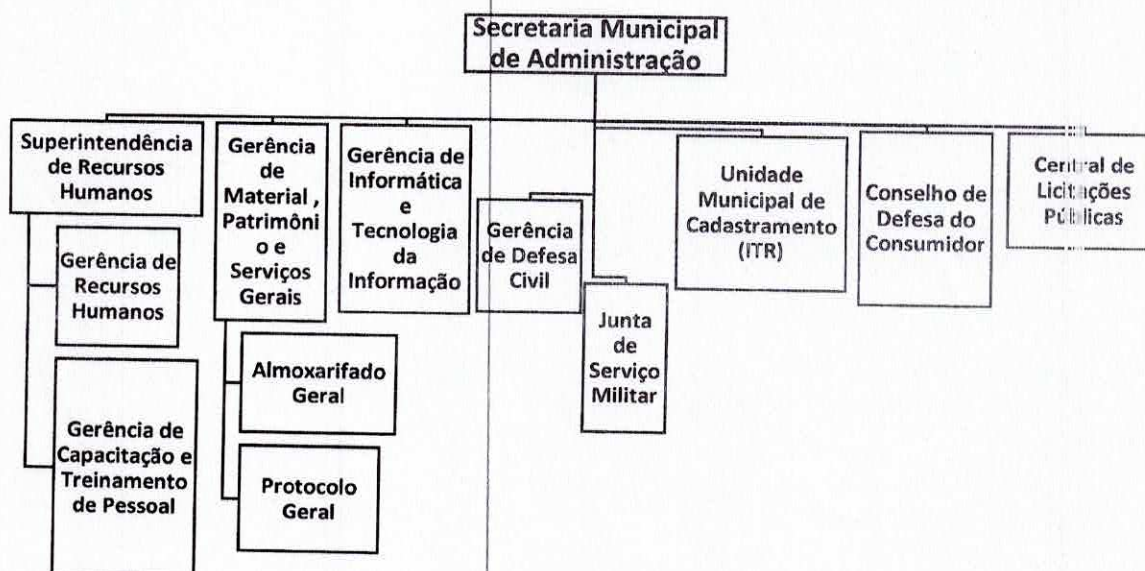 Secretaria Municipal
de Administração
Superintendência
de Recursos
Humanos
Gerência de
Recursos
Humanos
Gerência de
Capacitação e
Treinamento
de Pessoal
Gerência
de
Material ,
Patrimôni
o e
Serviços
Gerais
Almoxarifado
Geral
Protocolo
Geral
Gerência de
Informática
e
Tecnologia
da
Informação
Gerência
de Defesa
Civil
Junta
de
Serviço
Militar
Unidade
Municipal de
Cadastramento
(ITR)
Conselho de
Defesa do
Consumidor
Central de
Licitações
Públicas